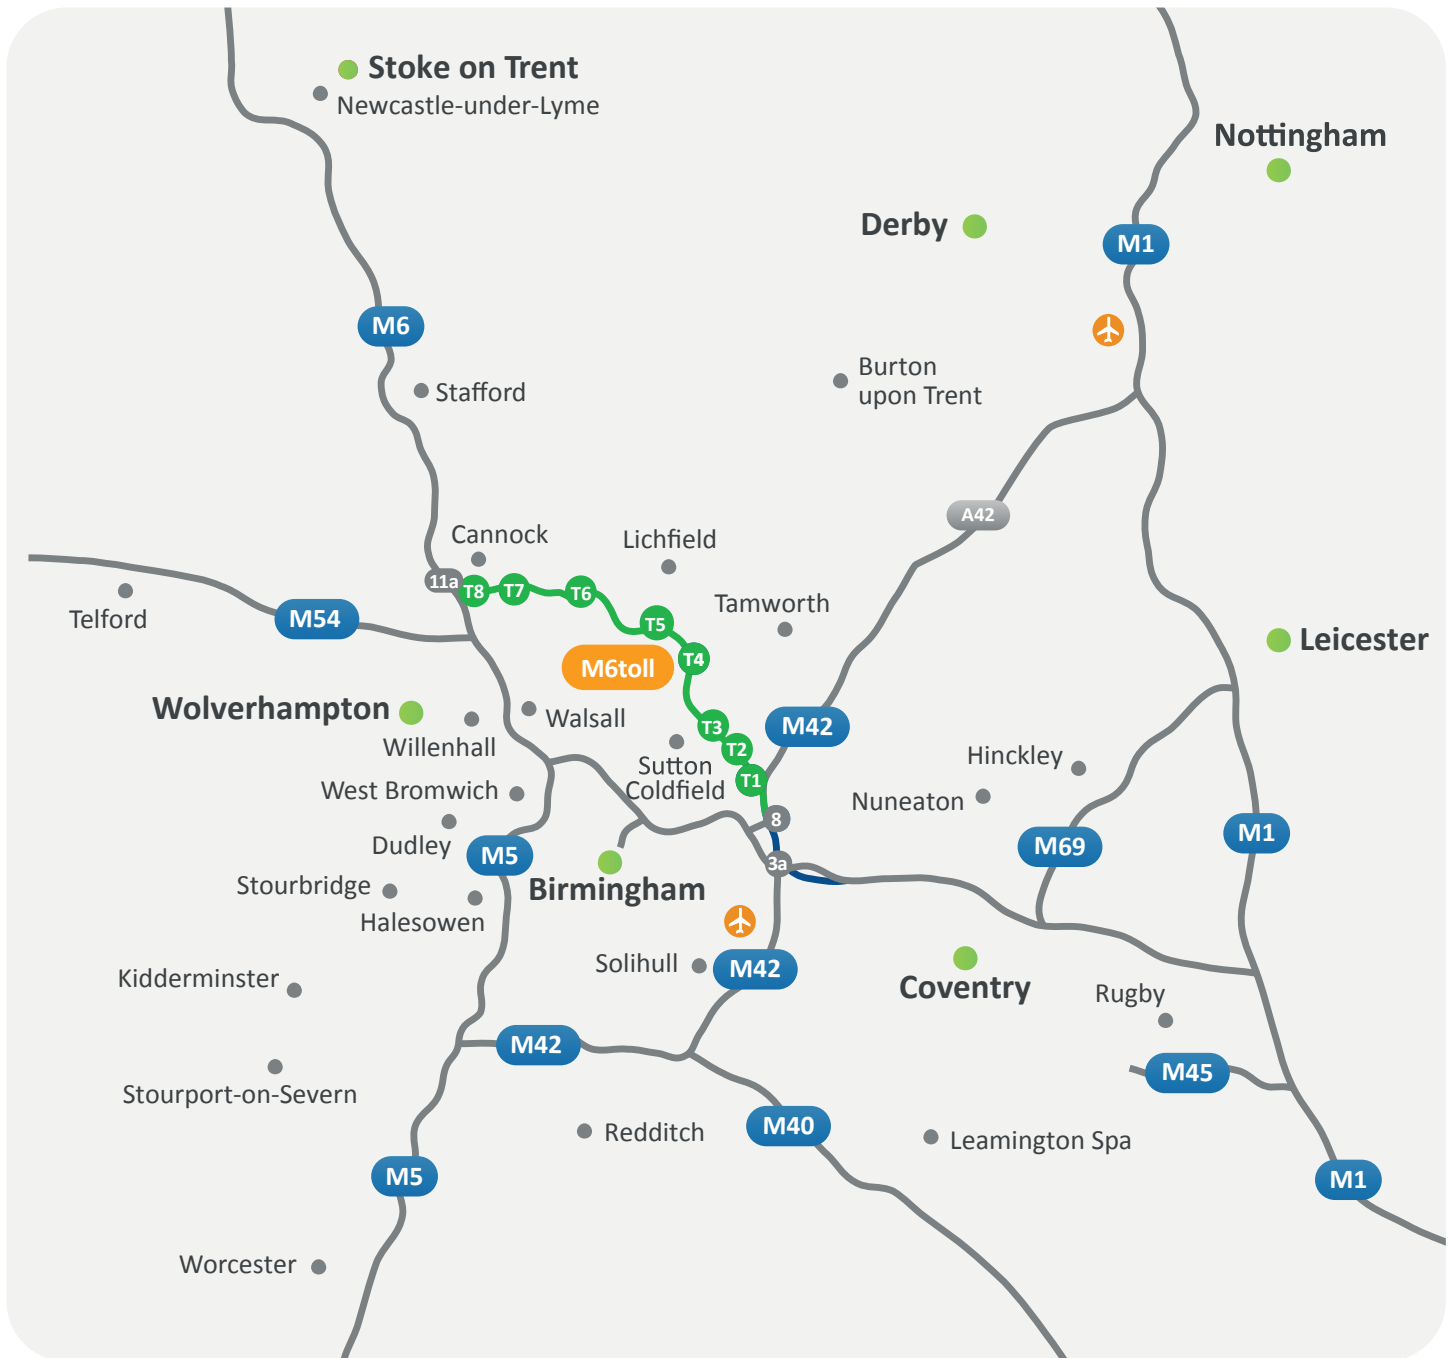 Stoke on Trent
Newcastle-under-Lyme
Nottingham
Derby
M1
M6
Burton
upon Trent
Stafford
A42
Cannock
Lichfield
11a
T8
T7
T6
Tamworth
Telford
M54
T5
Leicester
M6toll
T4
Wolverhampton
Walsall
T3
M42
Willenhall
T2
Hinckley
Sutton
Coldfield
T1
West Bromwich
Nuneaton
8
Dudley
M5
M69
M1
3a
Stourbridge
Birmingham
Halesowen
Solihull
M42
Kidderminster
Coventry
Rugby
M42
M45
Stourport-on-Severn
Redditch
M40
Leamington Spa
M5
M1
Worcester